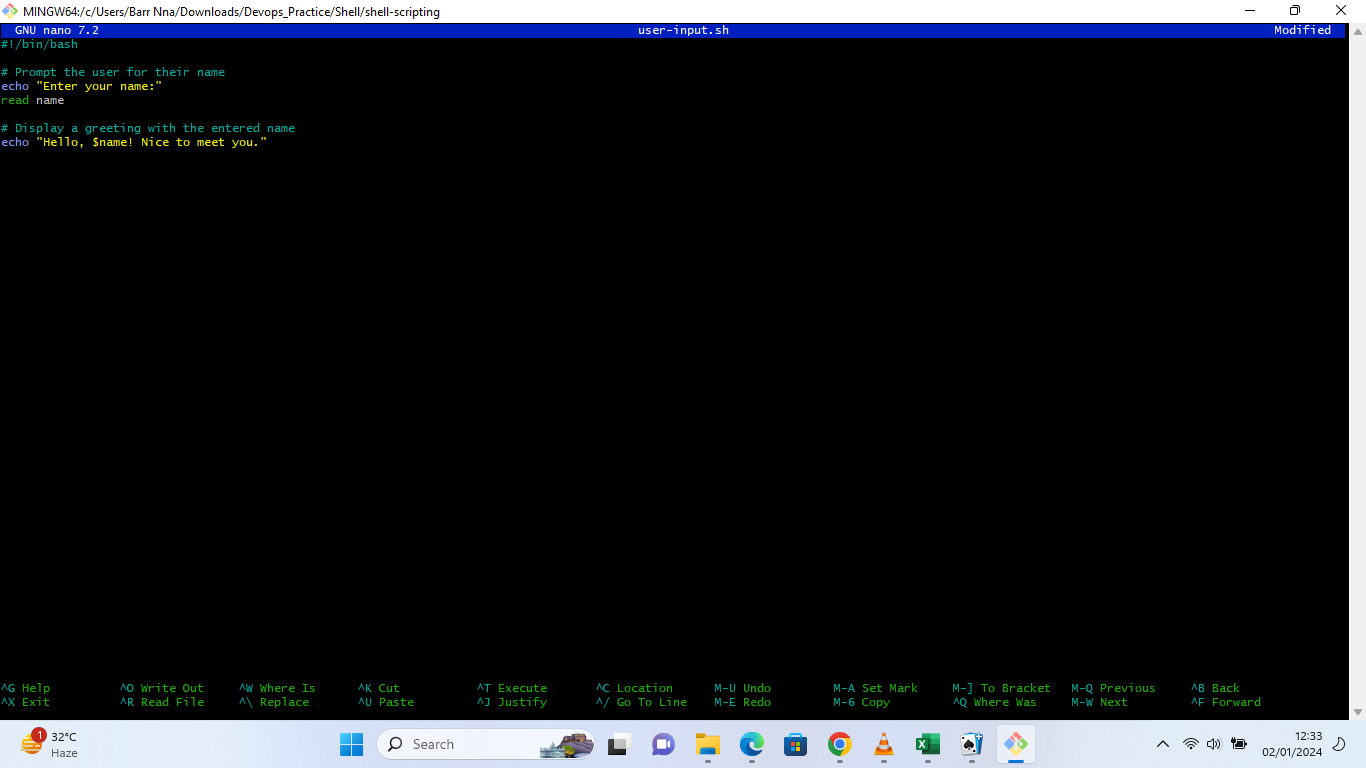 MINGW64:/c/Users/Barr Nna/Downloads/Devops_Practice/Shell/shell-scripting
GNU nano 7.2 user-input.sh Modified
#!/bin/bash
# Prompt the user for their name
echo "Enter your name:"
read name
# Display a greeting with the entered name
echo "Hello, $name! Nice to meet you."
^G Help ^O Write Out ^W Where Is ^K Cut ^T Execute ^C Location M-U Undo M-A Set Mark M-] To Bracket M-Q Previous ^B Back
^X Exit ^R Read File ^\ Replace ^U Paste ^J Justify ^/ Go To Line M-E Redo M-6 Copy ^Q Where Was M-W Next ^F Forward
1 32°C
Haze
Search
12:33
02/01/2024